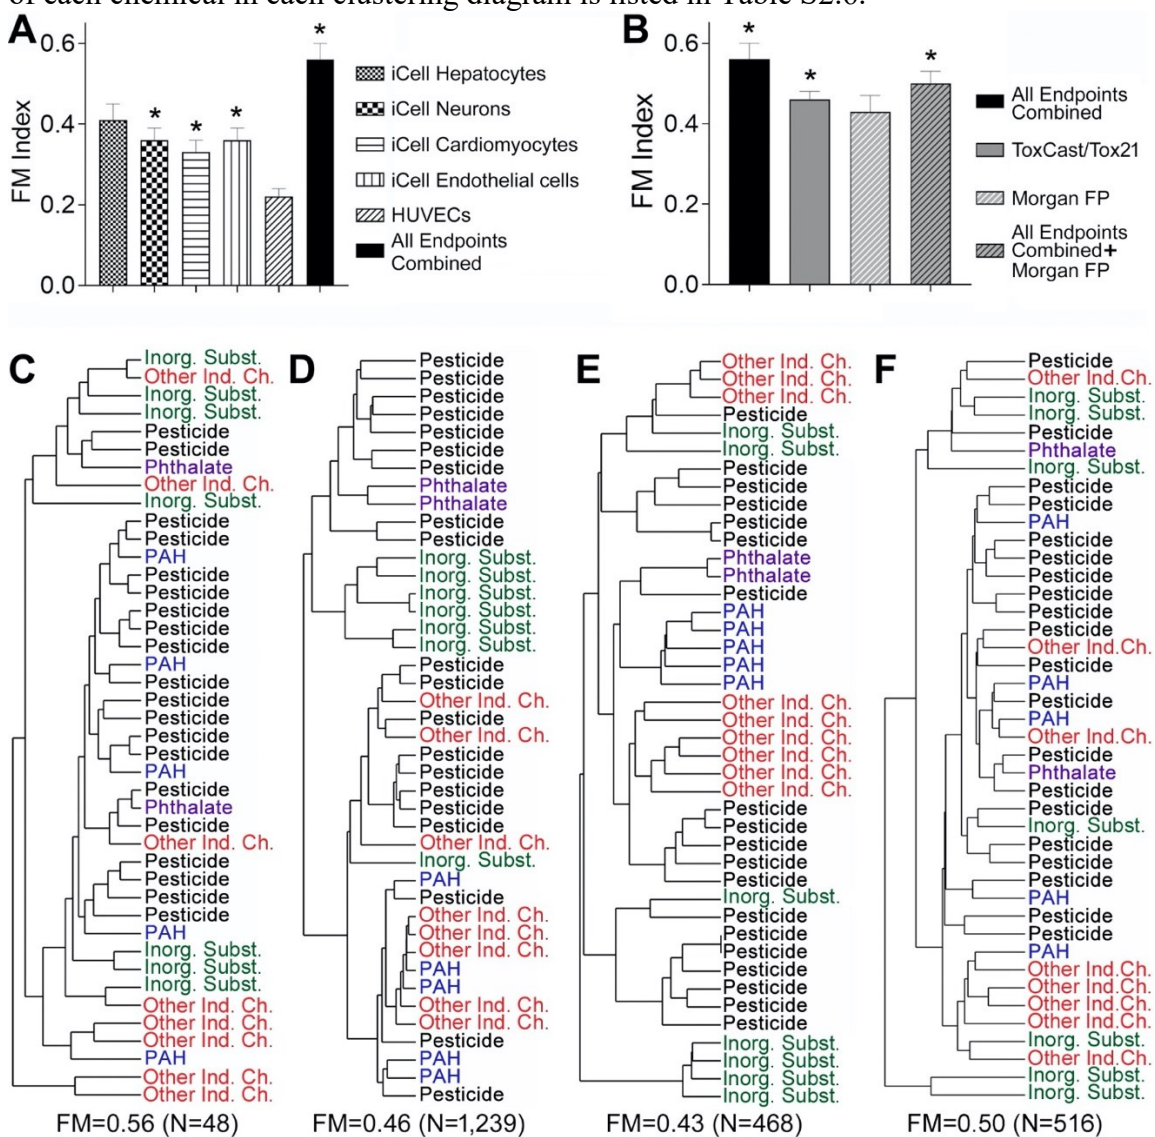 of each chemical in each clustering diagram is listed in Table S2.6.
A
FM Index
0.6
0.4
0.2
0.0
*
*
*
*
iCell Hepatocytes
iCell Neurons
iCell Cardiomyocytes
iCell Endothelial cells
HUVECs
All Endpoints
Combined
B
FM Index
0.6
0.4
0.2
0.0
*
*
*
All Endpoints
Combined
ToxCast/Tox21
Morgan FP
All Endpoints
Combined+
Morgan FP
C
Inorg. Subst.
Other Ind. Ch.
Inorg. Subst.
Inorg. Subst.
Pesticide
Pesticide
Phthalate
Other Ind. Ch.
Inorg. Subst.
Pesticide
Pesticide
PAH
Pesticide
Pesticide
Pesticide
Pesticide
Pesticide
PAH
Pesticide
Pesticide
Pesticide
Pesticide
Pesticide
PAH
Pesticide
Phthalate
Pesticide
Other Ind. Ch.
Pesticide
Pesticide
Pesticide
Pesticide
PAH
Inorg. Subst.
Inorg. Subst.
Inorg. Subst.
Other Ind. Ch.
Other Ind. Ch.
Other Ind. Ch.
PAH
Other Ind. Ch.
Other Ind. Ch.
FM=0.56 (N=48)
D
Pesticide
Pesticide
Pesticide
Pesticide
Pesticide
Pesticide
Pesticide
Phthalate
Phthalate
Pesticide
Pesticide
Inorg. Subst.
Inorg. Subst.
Inorg. Subst.
Inorg. Subst.
Inorg. Subst.
Inorg. Subst.
Pesticide
Pesticide
Other Ind. Ch.
Pesticide
Other Ind. Ch.
Pesticide
Pesticide
Pesticide
Pesticide
Pesticide
Other Ind. Ch.
Inorg. Subst.
PAH
Pesticide
Other Ind. Ch.
Other Ind. Ch.
Other Ind. Ch.
PAH
PAH
Other Ind. Ch.
Other Ind. Ch.
Pesticide
PAH
PAH
Pesticide
FM=0.46 (N=1,239)
E
Other Ind. Ch.
Other Ind. Ch.
Other Ind. Ch.
Pesticide
Inorg. Subst.
Inorg. Subst.
Pesticide
Pesticide
Pesticide
Pesticide
Pesticide
Phthalate
Phthalate
Pesticide
PAH
PAH
PAH
PAH
PAH
Other Ind. Ch.
Other Ind. Ch.
Other Ind. Ch.
Other Ind. Ch.
Other Ind. Ch.
Other Ind. Ch.
Pesticide
Pesticide
Pesticide
Pesticide
Pesticide
Inorg. Subst.
Pesticide
Pesticide
Pesticide
Pesticide
Pesticide
Pesticide
Pesticide
Inorg. Subst.
Inorg. Subst.
Inorg. Subst.
Inorg. Subst.
FM=0.43 (N=468)
F
Pesticide
Other Ind.Ch.
Inorg. Subst.
Inorg. Subst.
Pesticide
Phthalate
Inorg. Subst.
Pesticide
Pesticide
PAH
Pesticide
Pesticide
Pesticide
Pesticide
Pesticide
Pesticide
Other Ind.Ch.
Pesticide
PAH
Pesticide
PAH
Other Ind.Ch.
Pesticide
Phthalate
Pesticide
Pesticide
Inorg. Subst.
Pesticide
Pesticide
Pesticide
PAH
Pesticide
Pesticide
PAH
Other Ind.Ch.
Other Ind.Ch.
Other Ind.Ch.
Other Ind.Ch.
Inorg. Subst.
Other Ind.Ch.
Inorg. Subst.
Inorg. Subst.
FM=0.50 (N=516)